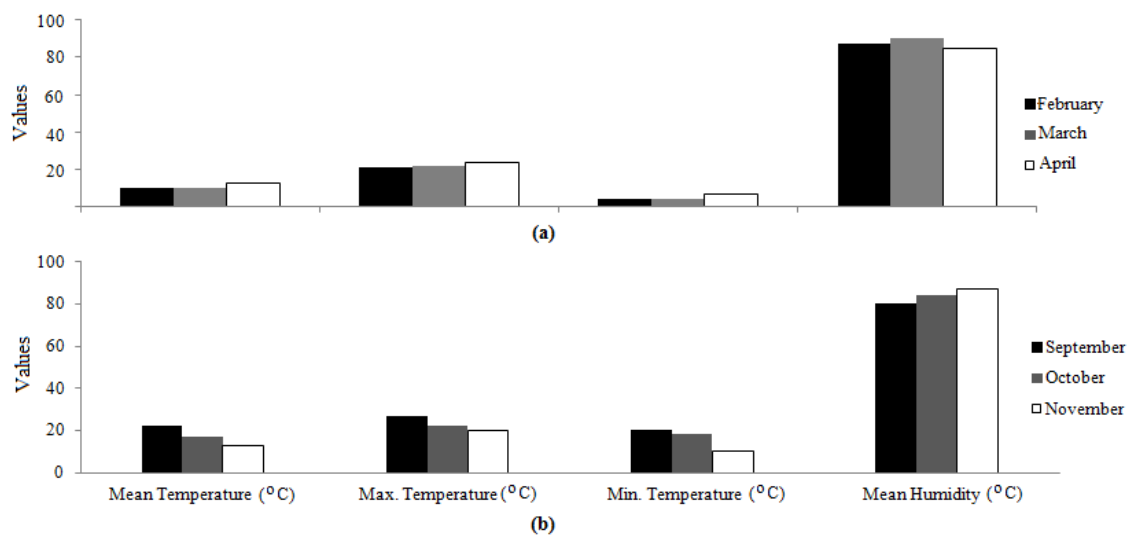 100
80
60
40
20
Values
February
March
April
(a)
100
80
60
40
20
0
Values
September
October
November
Mean Temperature (°C)
Max. Temperature (°C)
Min. Temperature (°C)
Mean Humidity (°C)
(b)